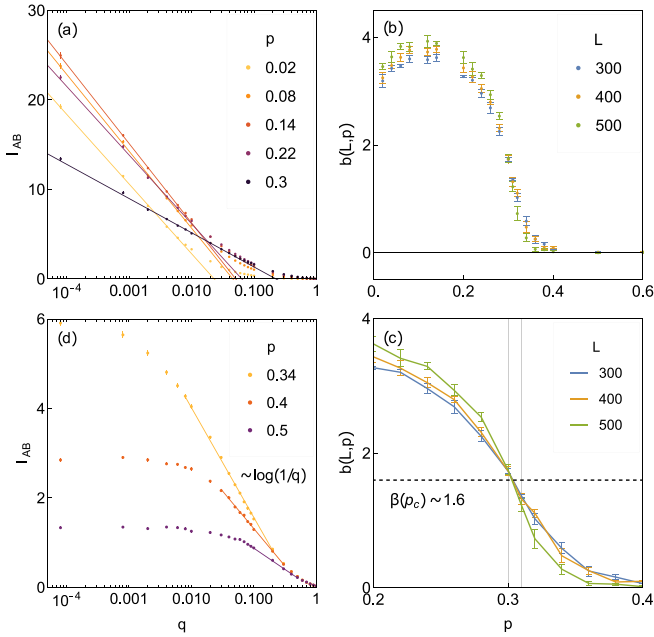 (a)
p
0.02
0.08
0.14
0.22
0.3
I_AB
30
20
10
0
10^-4
0.001
0.010
0.100
1
(b)
L
300
400
500
b(L,p)
4
2
0
0.
0.2
0.4
0.6
(d)
p
0.34
0.4
0.5
~log(1/q)
I_AB
6
4
2
0
10^-4
0.001
0.010
0.100
1
q
(c)
L
300
400
500
β(p_c) ~ 1.6
b(L,p)
4
2
0
0.2
0.3
0.4
p